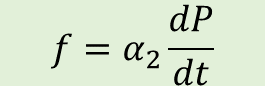 f = α₂ dP/dt